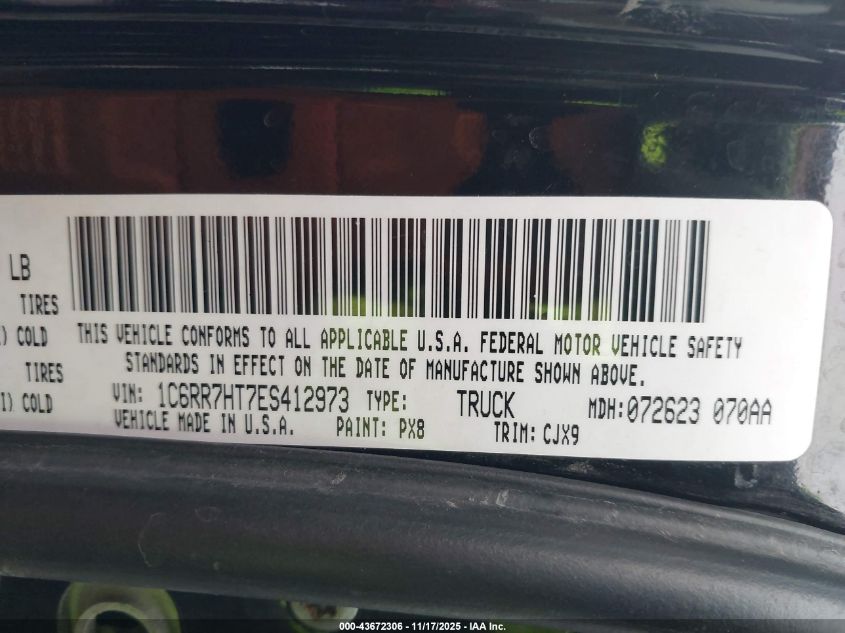 LB
TIRES
) COLD
TIRES
I) COLD
THIS VEHICLE CONFORMS TO ALL APPLICABLE U.S.A. FEDERAL MOTOR VEHICLE SAFETY
STANDARDS IN EFFECT ON THE DATE OF MANUFACTURE SHOWN ABOVE.
VIN: 1C6RR7HT7ES412973 TYPE: TRUCK MDH:072623 070AA
VEHICLE MADE IN U.S.A. PAINT: PX8 TRIM: CJX9
000-43672306 - 11/17/2025 - IAA Inc.